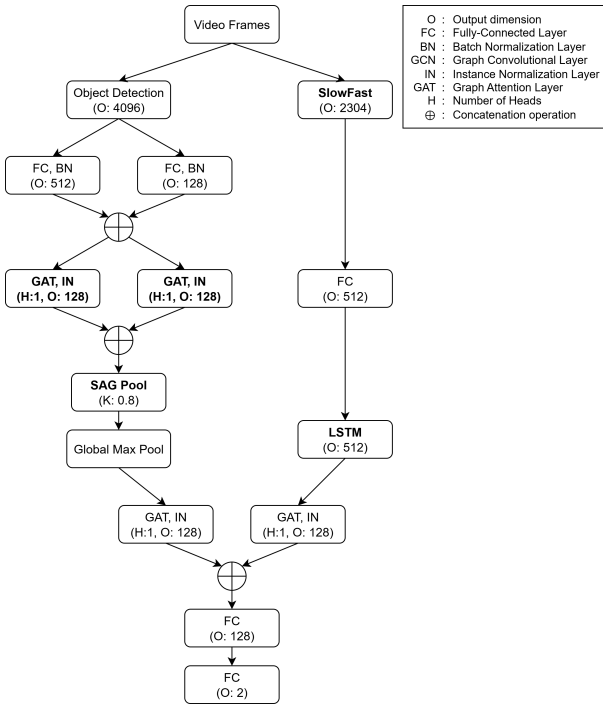 Video Frames
O : Output dimension
FC : Fully-Connected Layer
BN : Batch Normalization Layer
GCN : Graph Convolutional Layer
IN : Instance Normalization Layer
GAT : Graph Attention Layer
H : Number of Heads
⊕ : Concatenation operation
Object Detection
(O: 4096)
SlowFast
(O: 2304)
FC, BN
(O: 512)
FC, BN
(O: 128)
GAT, IN
(H:1, O: 128)
GAT, IN
(H:1, O: 128)
FC
(O: 512)
SAG Pool
(K: 0.8)
Global Max Pool
LSTM
(O: 512)
GAT, IN
(H:1, O: 128)
GAT, IN
(H:1, O: 128)
FC
(O: 128)
FC
(O: 2)